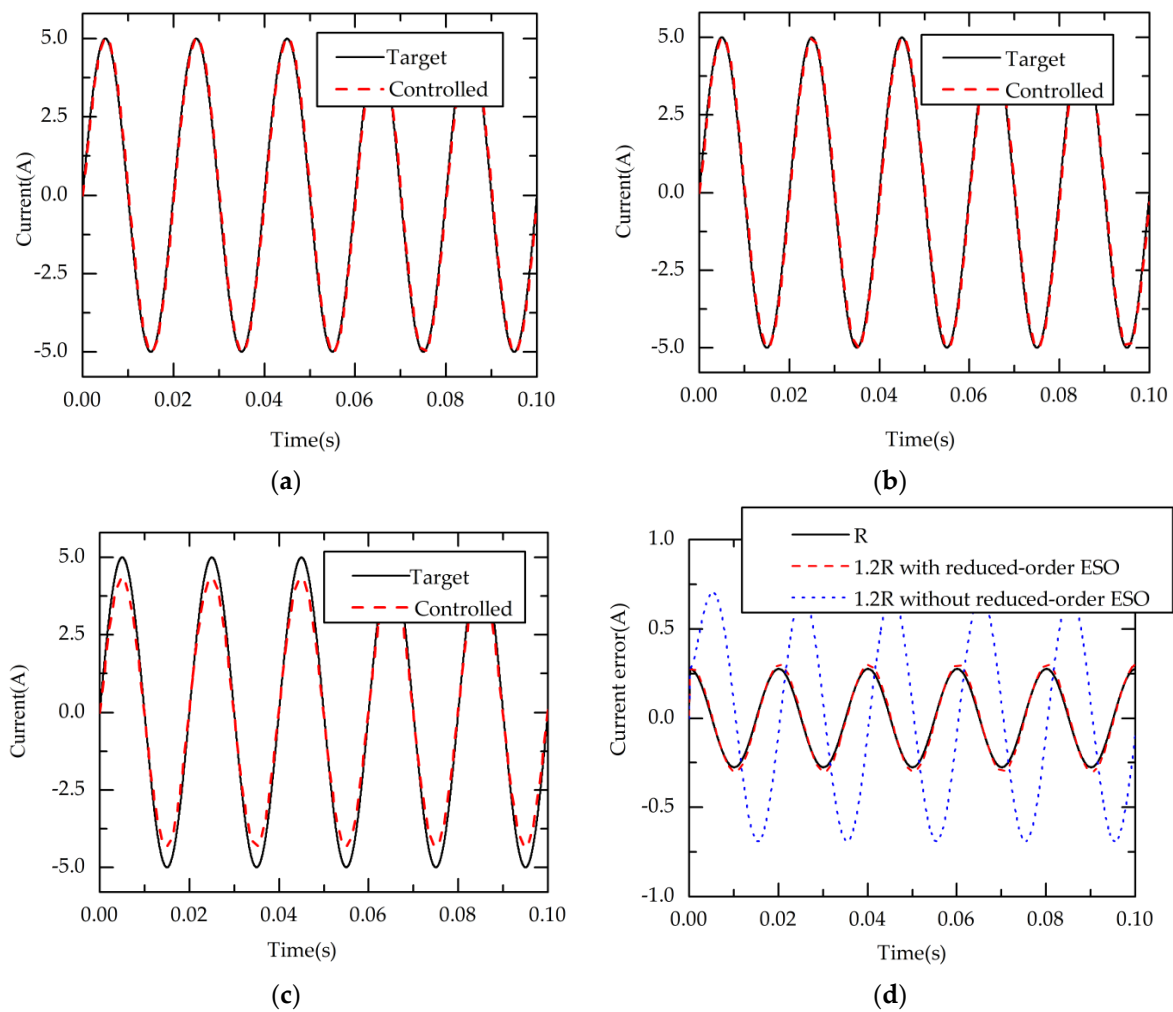 5.0
2.5
0.0
-2.5
-5.0
Current(A)
Target
Controlled
0.00 0.02 0.04 0.06 0.08 0.10
Time(s)
(a)
5.0
2.5
0.0
-2.5
-5.0
Current(A)
Target
Controlled
0.00 0.02 0.04 0.06 0.08 0.10
Time(s)
(b)
5.0
2.5
0.0
-2.5
-5.0
Current(A)
Target
Controlled
0.00 0.02 0.04 0.06 0.08 0.10
Time(s)
(c)
1.0
0.5
0.0
-0.5
-1.0
Current error(A)
R
1.2R with reduced-order ESO
1.2R without reduced-order ESO
0.00 0.02 0.04 0.06 0.08 0.10
Time(s)
(d)